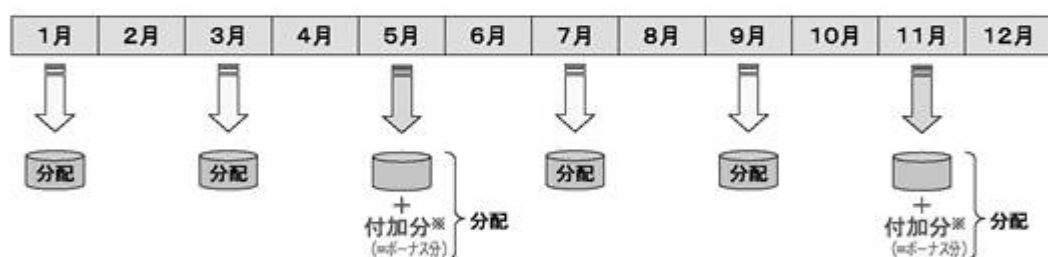 1月 2月 3月 4月 5月 6月 7月 8月 9月 10月 11月 12月
分配 分配 分配 分配
+ +
付加分※ 分配 付加分※ 分配
(=ボーナス分) (=ボーナス分)